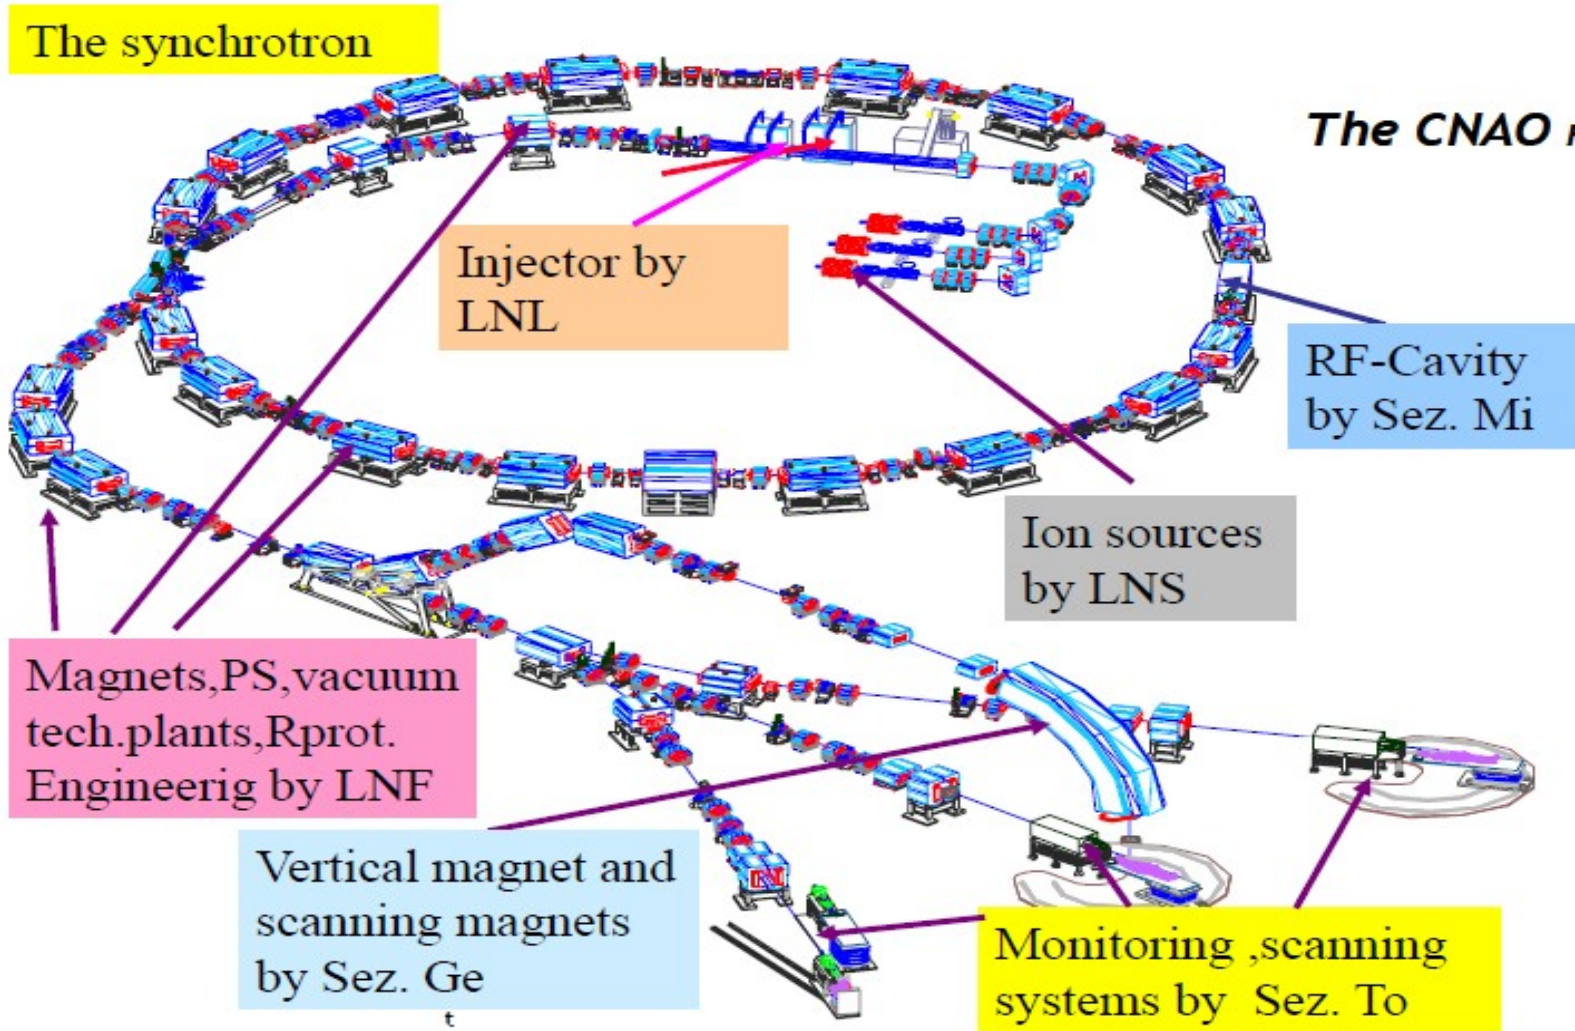 The synchrotron
The CNAO
Injector by
LNL
RF-Cavity
by Sez. Mi
Ion sources
by LNS
Magnets,PS,vacuum
tech.plants,Rprot.
Engineerig by LNF
Vertical magnet and
scanning magnets
by Sez. Ge
t
Monitoring ,scanning
systems by Sez. To